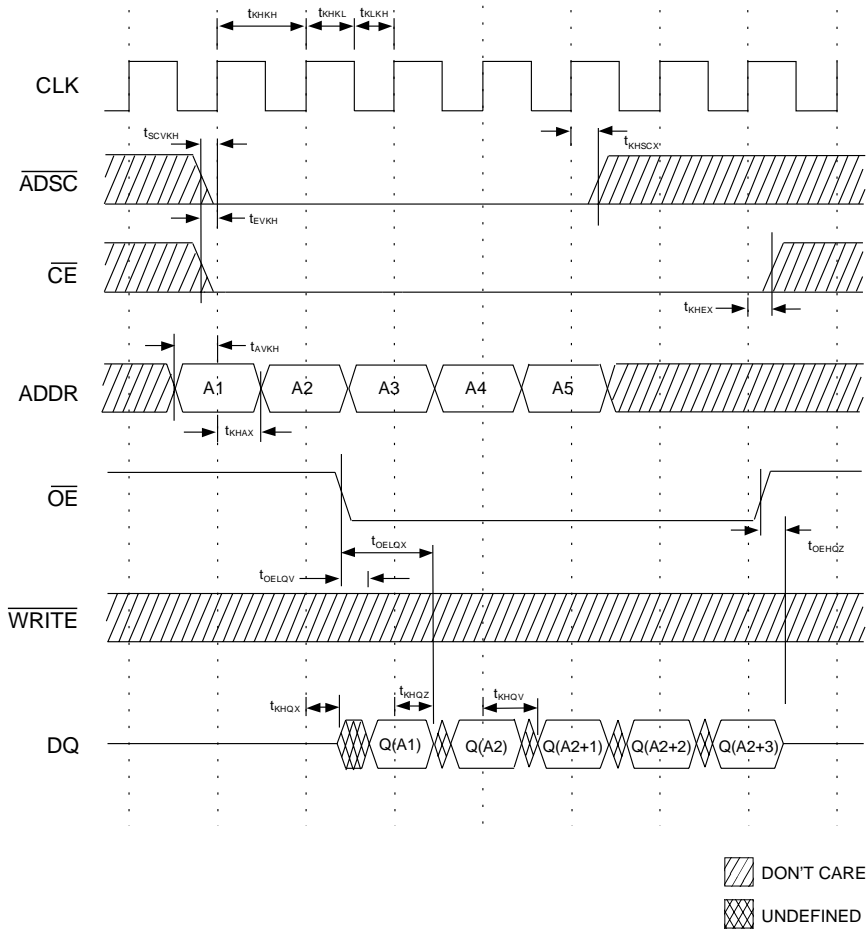 tKHKH tKHKL tKLKH
CLK
tSCVKH
tKHSCX
ADSC
tEVKH
CE
tKHEX
tAVKH
ADDR A1 A2 A3 A4 A5
tKHAX
OE
tOELQX
tOEHQZ
tOELQV
WRITE
tKHQX tKHQZ tKHQV
DQ Q(A1) Q(A2) Q(A2+1) Q(A2+2) Q(A2+3)
DON'T CARE
UNDEFINED